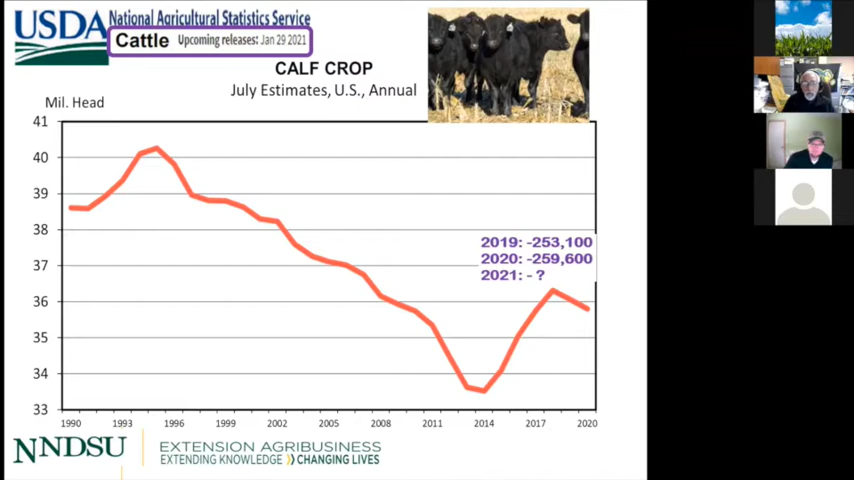 USDA National Agricultural Statistics Service
Cattle Upcoming releases: Jan 29 2021
CALF CROP
July Estimates, U.S., Annual
Mil. Head
41
40
39
38
37
36
35
34
33
2019: -253,100
2020: -259,600
2021: - ?
1990 1993 1996 1999 2002 2005 2008 2011 2014 2017 2020
NDSU EXTENSION AGRIBUSINESS
EXTENDING KNOWLEDGE CHANGING LIVES